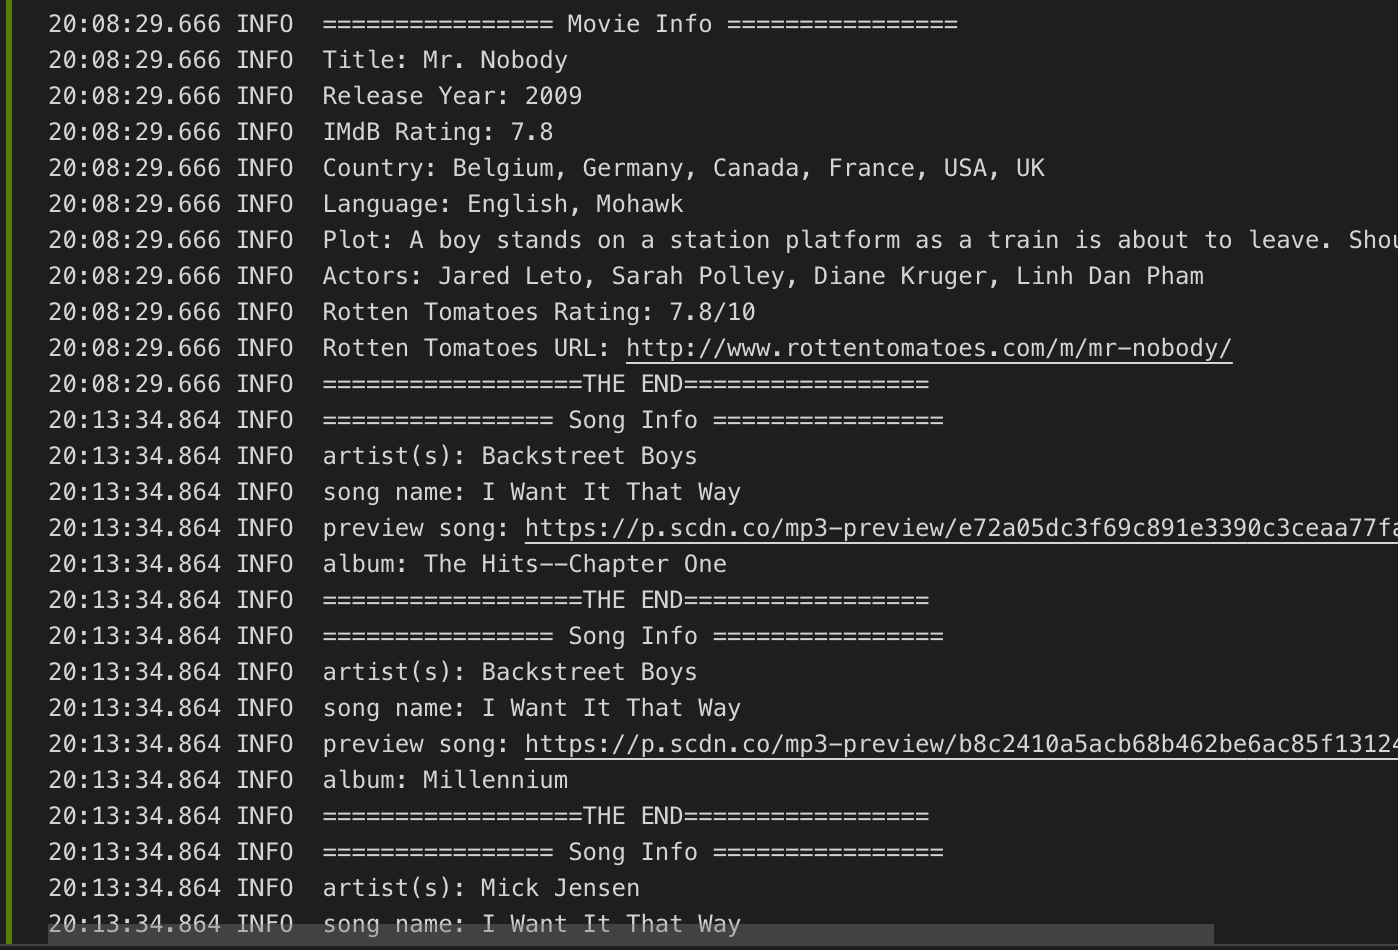 20:08:29.666 INFO  ================ Movie Info ================
20:08:29.666 INFO  Title: Mr. Nobody
20:08:29.666 INFO  Release Year: 2009
20:08:29.666 INFO  IMdB Rating: 7.8
20:08:29.666 INFO  Country: Belgium, Germany, Canada, France, USA, UK
20:08:29.666 INFO  Language: English, Mohawk
20:08:29.666 INFO  Plot: A boy stands on a station platform as a train is about to leave. Shou
20:08:29.666 INFO  Actors: Jared Leto, Sarah Polley, Diane Kruger, Linh Dan Pham
20:08:29.666 INFO  Rotten Tomatoes Rating: 7.8/10
20:08:29.666 INFO  Rotten Tomatoes URL: http://www.rottentomatoes.com/m/mr-nobody/
20:08:29.666 INFO  ==================THE END=================
20:13:34.864 INFO  ================ Song Info ================
20:13:34.864 INFO  artist(s): Backstreet Boys
20:13:34.864 INFO  song name: I Want It That Way
20:13:34.864 INFO  preview song: https://p.scdn.co/mp3-preview/e72a05dc3f69c891e3390c3ceaa77fa
20:13:34.864 INFO  album: The Hits--Chapter One
20:13:34.864 INFO  ==================THE END=================
20:13:34.864 INFO  ================ Song Info ================
20:13:34.864 INFO  artist(s): Backstreet Boys
20:13:34.864 INFO  song name: I Want It That Way
20:13:34.864 INFO  preview song: https://p.scdn.co/mp3-preview/b8c2410a5acb68b462be6ac85f13124
20:13:34.864 INFO  album: Millennium
20:13:34.864 INFO  ==================THE END=================
20:13:34.864 INFO  ================ Song Info ================
20:13:34.864 INFO  artist(s): Mick Jensen
20:13:34.864 INFO  song name: I Want It That Way